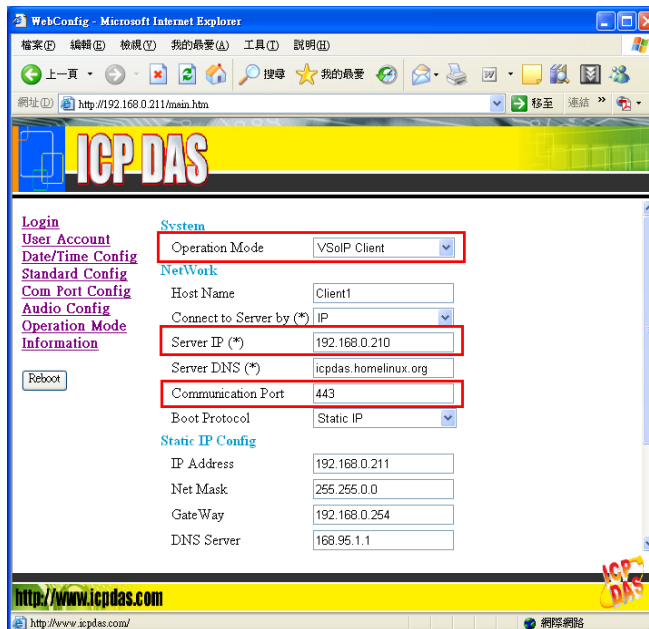 WebConfig - Microsoft Internet Explorer
檔案(F) 編輯(E) 檢視(V) 我的最愛(A) 工具(T) 說明(H)
上一頁 搜尋 我的最愛
網址(D) http://192.168.0.211/main.htm 移至 連結 »
ICP DAS
Login
User Account
Date/Time Config
Standard Config
Com Port Config
Audio Config
Operation Mode
Information
Reboot
System
Operation Mode VSoIP Client
NetWork
Host Name Client1
Connect to Server by (*) IP
Server IP (*) 192.168.0.210
Server DNS (*) icpdas.homelinux.org
Communication Port 443
Boot Protocol Static IP
Static IP Config
IP Address 192.168.0.211
Net Mask 255.255.0.0
GateWay 192.168.0.254
DNS Server 168.95.1.1
http://www.icpdas.com
ICP DAS
http://www.icpdas.com/ 網際網路